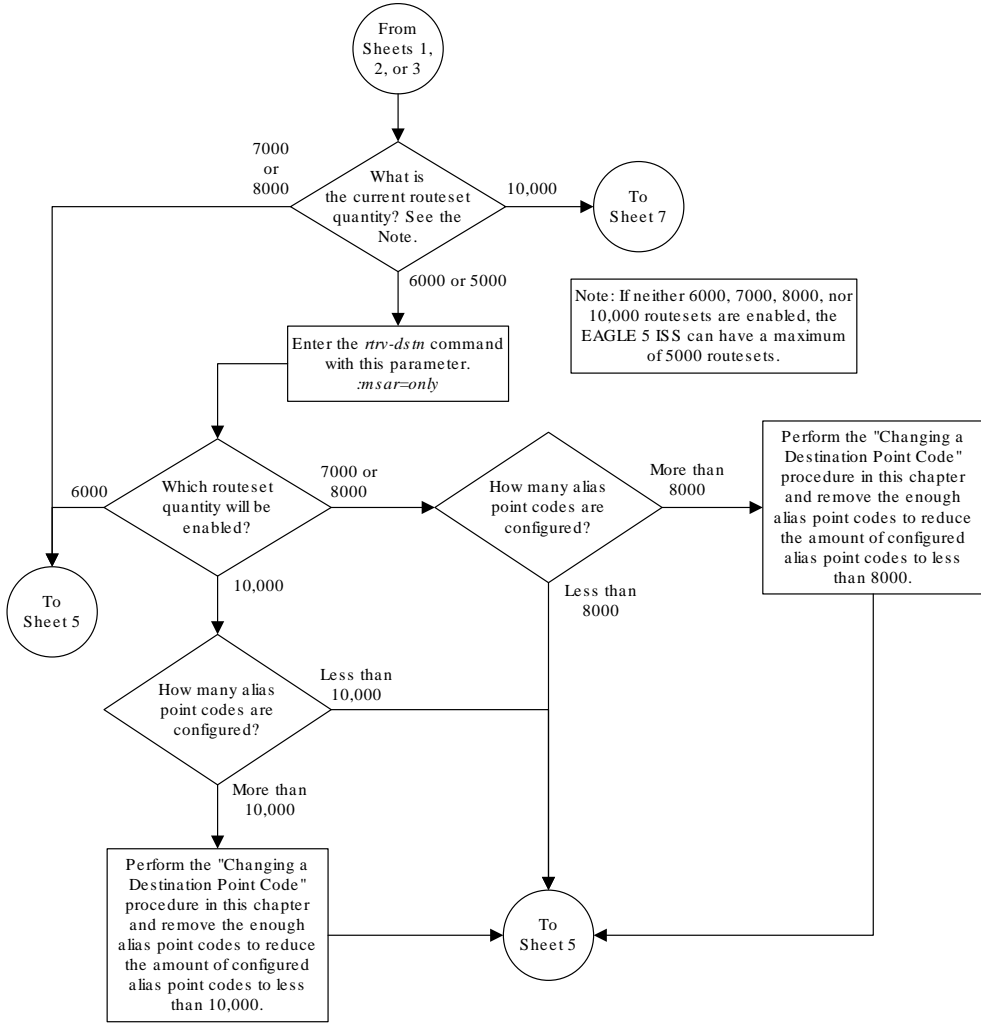 From
Sheets 1,
2, or 3
7000
or
8000
What is
the current routeset
quantity? See the
Note.
10,000
To
Sheet 7
6000 or 5000
Note: If neither 6000, 7000, 8000, nor
10,000 routesets are enabled, the
EAGLE 5 ISS can have a maximum
of 5000 routesets.
Enter the rtrv-dstn command
with this parameter.
:msar=only
6000
Which routeset
quantity will be
enabled?
7000 or
8000
How many alias
point codes are
configured?
More than
8000
Perform the "Changing a
Destination Point Code"
procedure in this chapter
and remove the enough
alias point codes to reduce
the amount of configured
alias point codes to less
than 8000.
To
Sheet 5
10,000
Less than
8000
How many alias
point codes are
configured?
Less than
10,000
More than
10,000
Perform the "Changing a
Destination Point Code"
procedure in this chapter
and remove the enough
alias point codes to reduce
the amount of configured
alias point codes to less
than 10,000.
To
Sheet 5